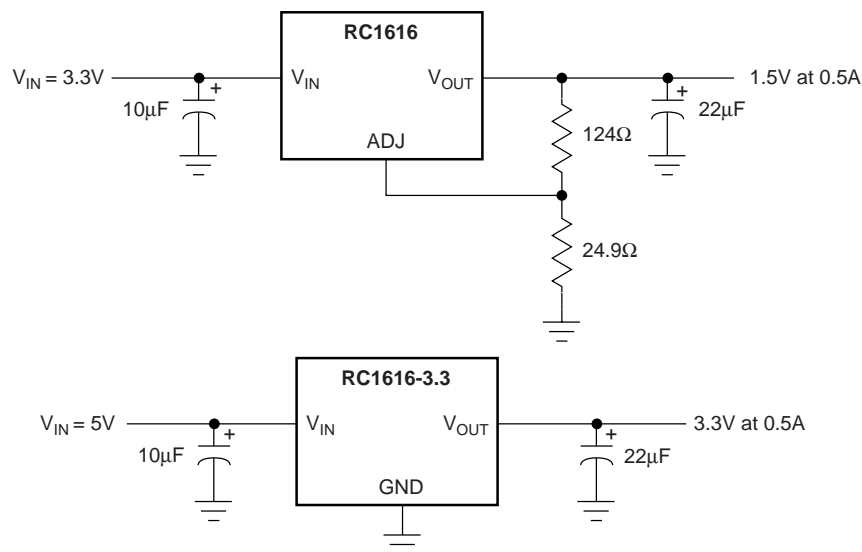 RC1616
V_IN = 3.3V
V_IN
V_OUT
1.5V at 0.5A
+
10μF
+
22μF
ADJ
124Ω
24.9Ω
RC1616-3.3
V_IN = 5V
V_IN
V_OUT
3.3V at 0.5A
+
10μF
+
22μF
GND